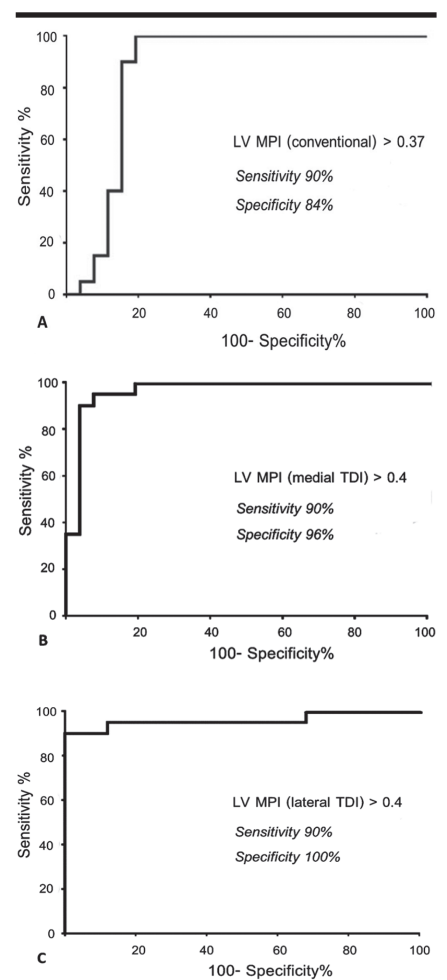 100
80
60
40
20
0
Sensitivity %
LV MPI (conventional) > 0.37
Sensitivity 90%
Specificity 84%
20 40 60 80 100
100- Specificity%
A
100
80
60
40
20
0
Sensitivity %
LV MPI (medial TDI) > 0.4
Sensitivity 90%
Specificity 96%
20 40 60 80 100
100- Specificity%
B
100
80
60
40
20
0
Sensitivity %
LV MPI (lateral TDI) > 0.4
Sensitivity 90%
Specificity 100%
20 40 60 80 100
100- Specificity%
C